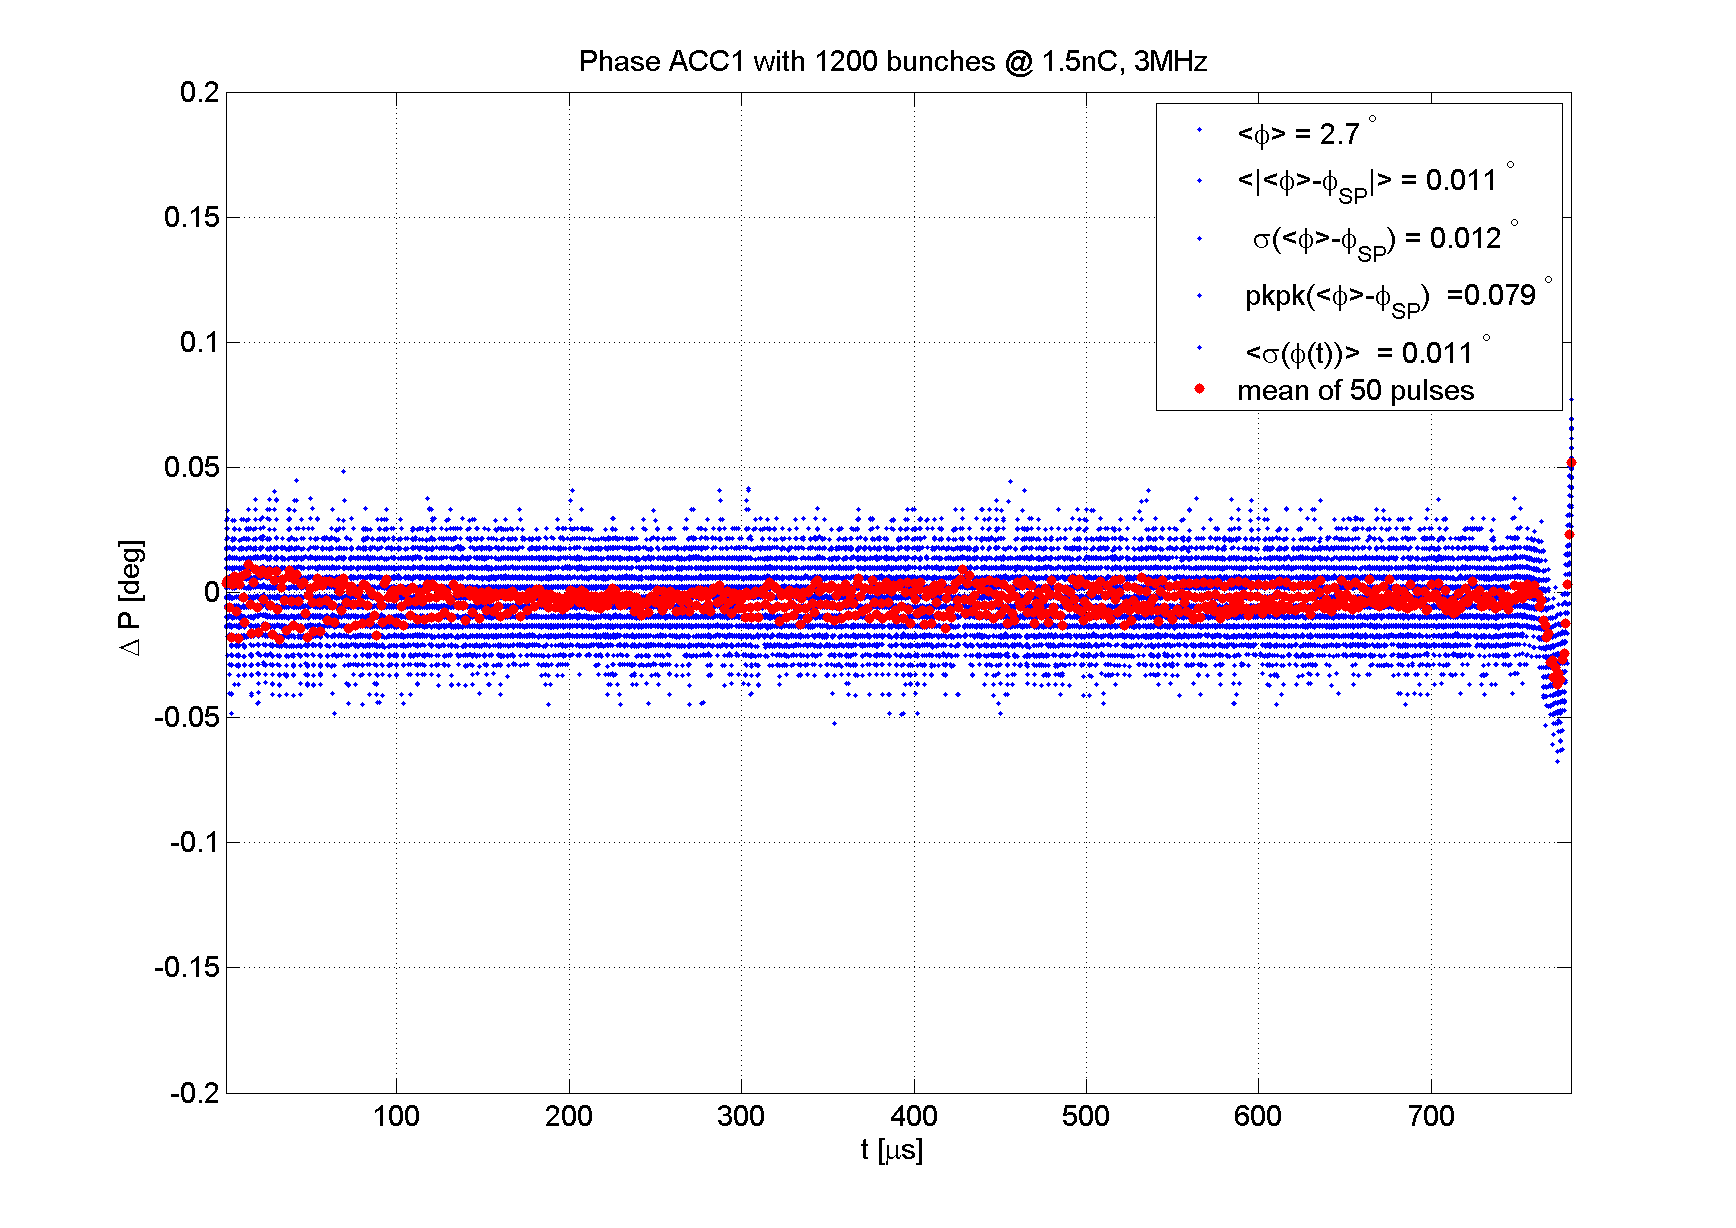 Phase ACC1 with 1200 bunches @ 1.5nC, 3MHz
<ϕ> = 2.7°
<|<ϕ>-ϕSP|> = 0.011°
σ(<ϕ>-ϕSP) = 0.012°
pkpk(<ϕ>-ϕSP) =0.079°
<σ(ϕ(t))> = 0.011°
mean of 50 pulses
0.2
0.15
0.1
0.05
0
-0.05
-0.1
-0.15
-0.2
Δ P [deg]
100 200 300 400 500 600 700
t [μs]